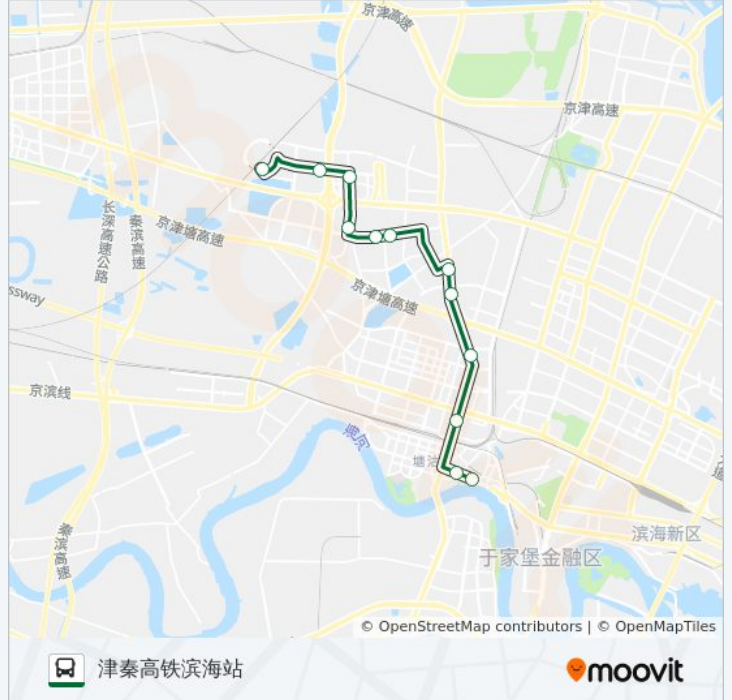 京津高速
京津高速
长深高速公路
秦滨高速
京津塘高速
ssway
京津塘高速
京滨线
海河
塘沽
秦滨高速
滨海新区
于家堡金融区
© OpenStreetMap contributors | © OpenMapTiles
津秦高铁滨海站
moovit